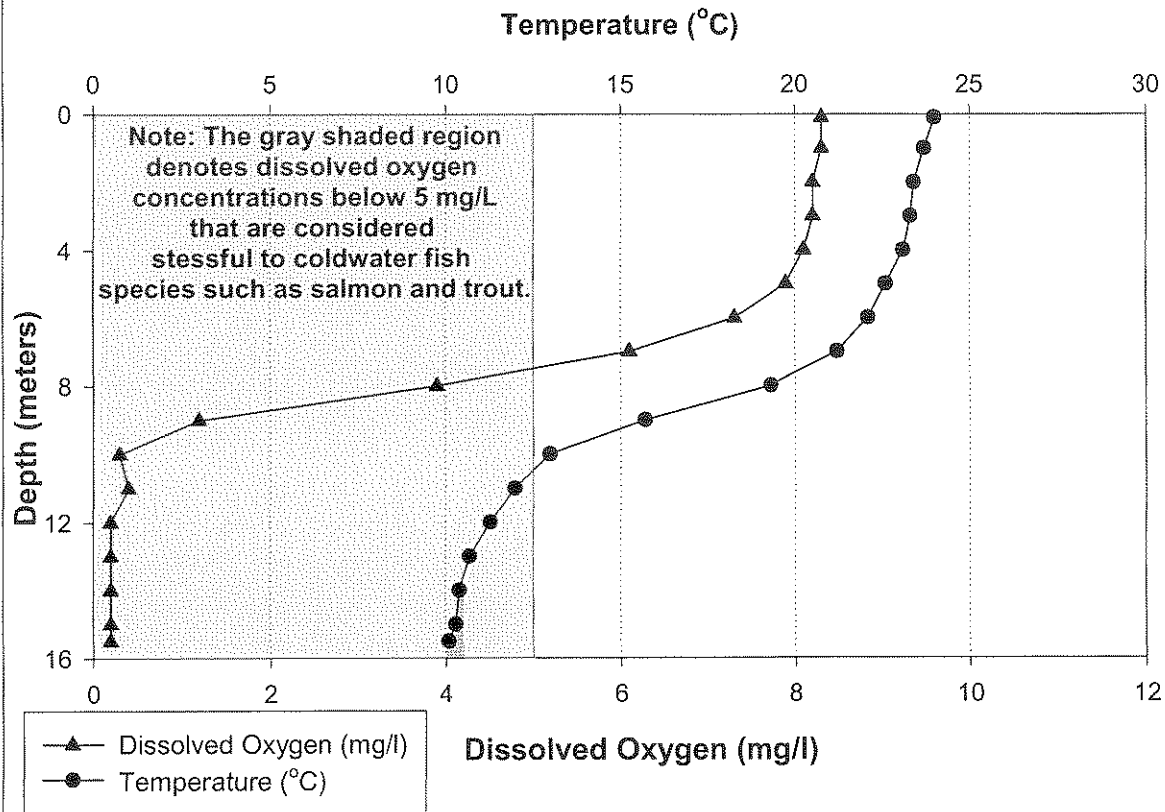 Temperature (°C)
0 5 10 15 20 25 30
Note: The gray shaded region
denotes dissolved oxygen
concentrations below 5 mg/L
that are considered
stessful to coldwater fish
species such as salmon and trout.
Depth (meters)
0
4
8
12
16
0 2 4 6 8 10 12
Dissolved Oxygen (mg/l)
Dissolved Oxygen (mg/l)
Temperature (°C)